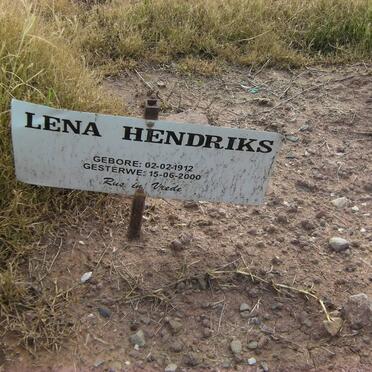 LENA HENDRIKS
GEBORE: 02-02-1912
GESTERWE: 15-06-2000
Rus in Vrede